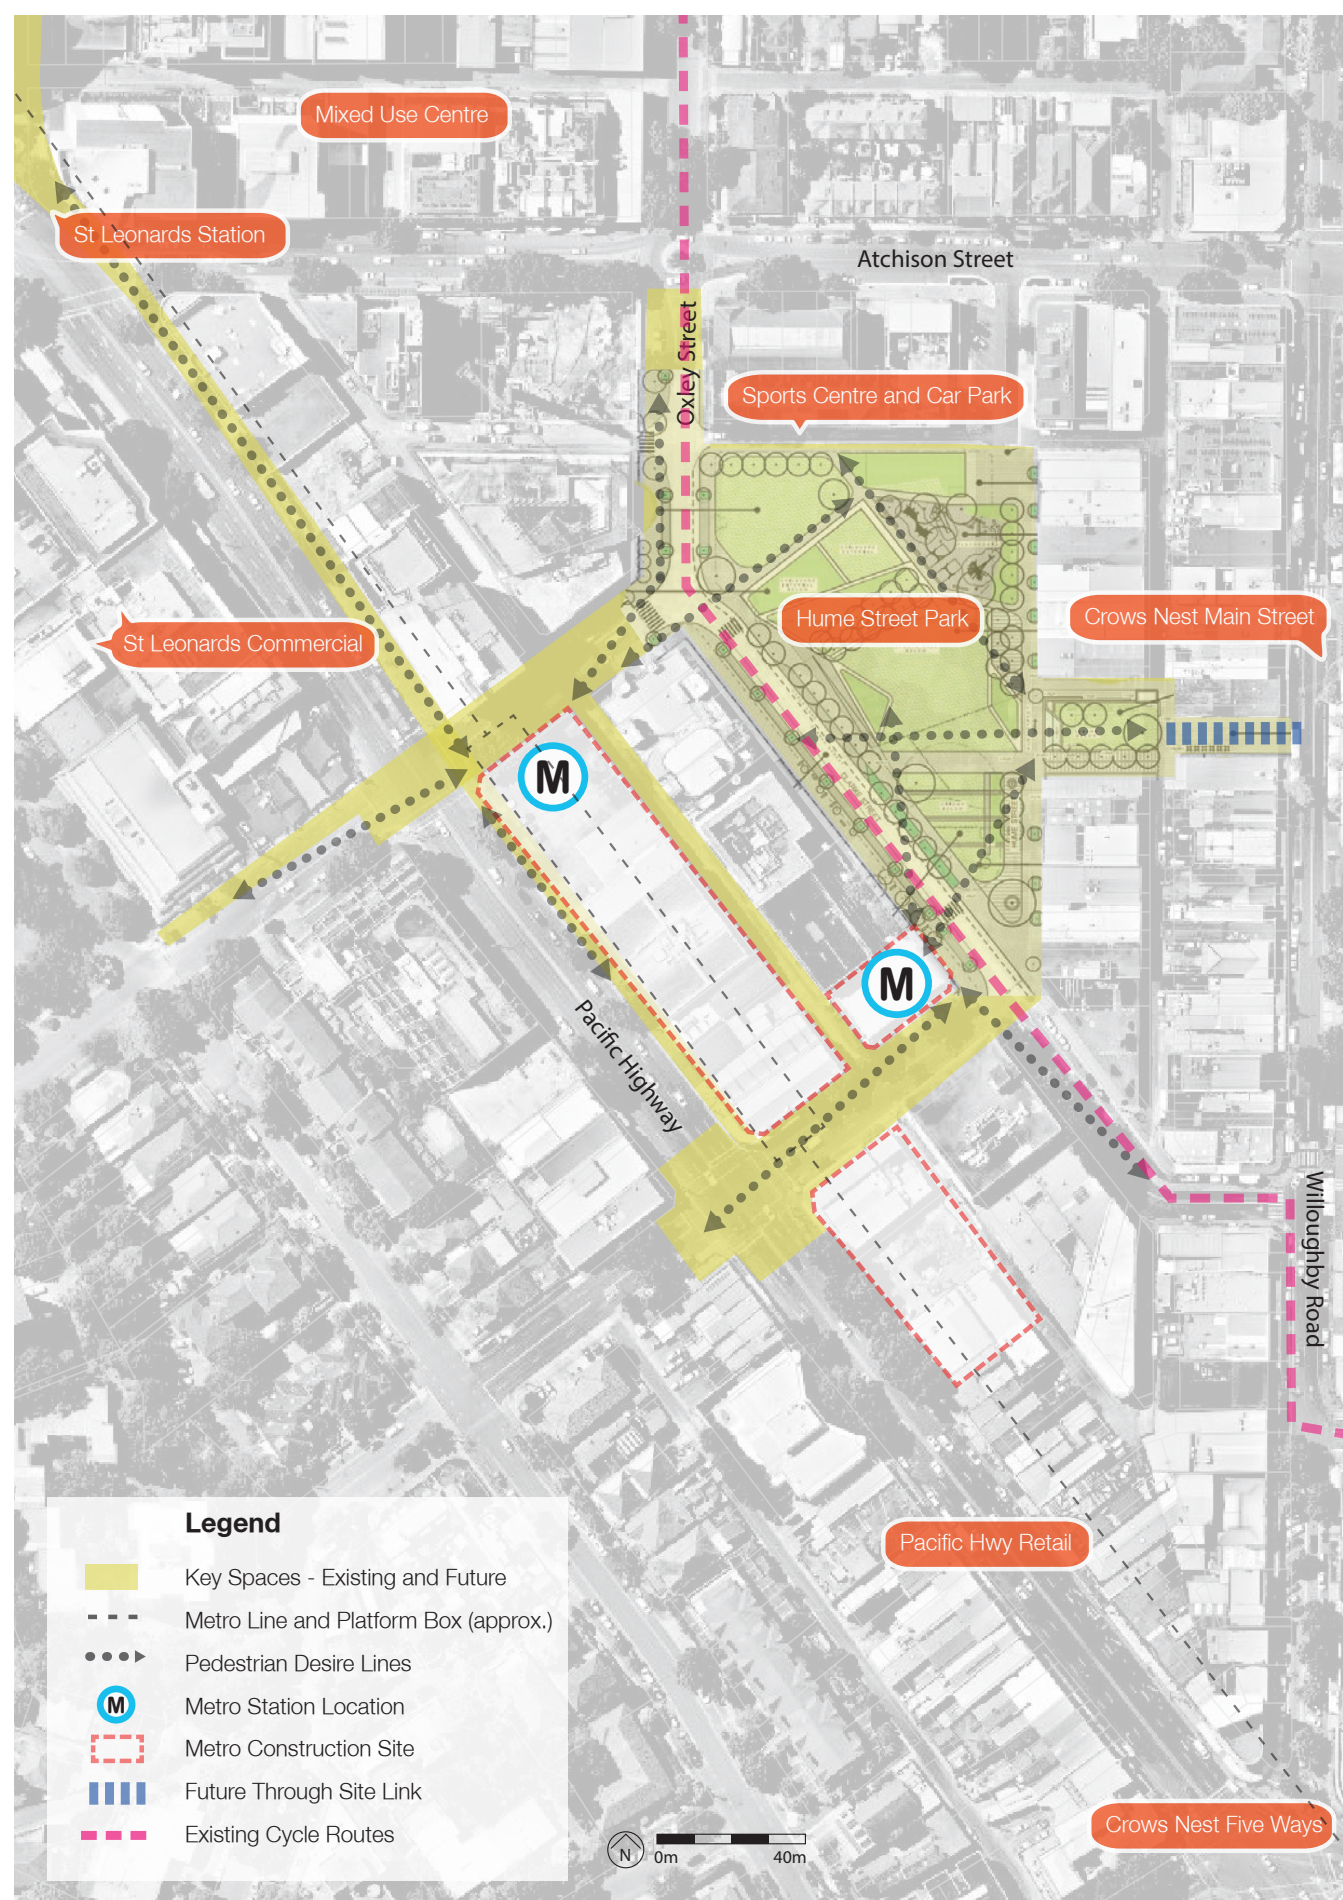 Mixed Use Centre
St Leonards Station
Atchison Street
Oxley Street
Sports Centre and Car Park
Hume Street Park
Crows Nest Main Street
St Leonards Commercial
M
M
Pacific Highway
Willoughby Road
Pacific Hwy Retail
Crows Nest Five Ways
Legend
Key Spaces - Existing and Future
Metro Line and Platform Box (approx.)
Pedestrian Desire Lines
M
Metro Station Location
Metro Construction Site
Future Through Site Link
Existing Cycle Routes
N
0m
40m